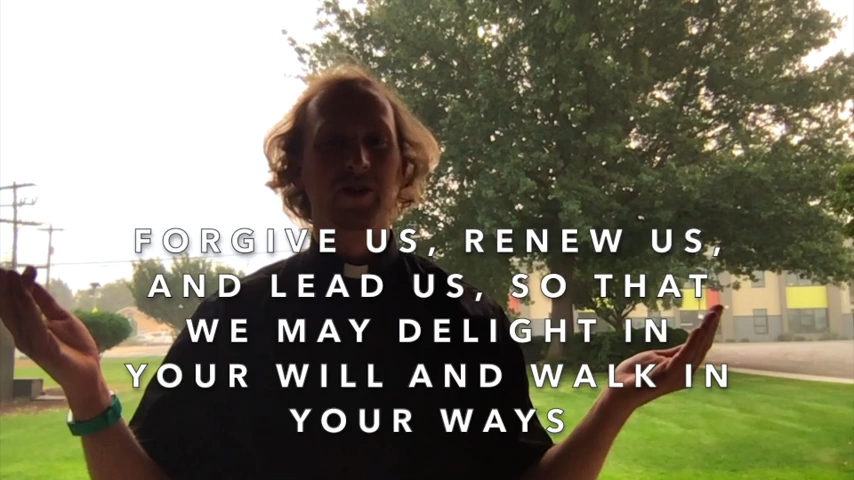 FORGIVE US, RENEW US,
AND LEAD US, SO THAT
WE MAY DELIGHT IN
YOUR WILL AND WALK IN
YOUR WAYS